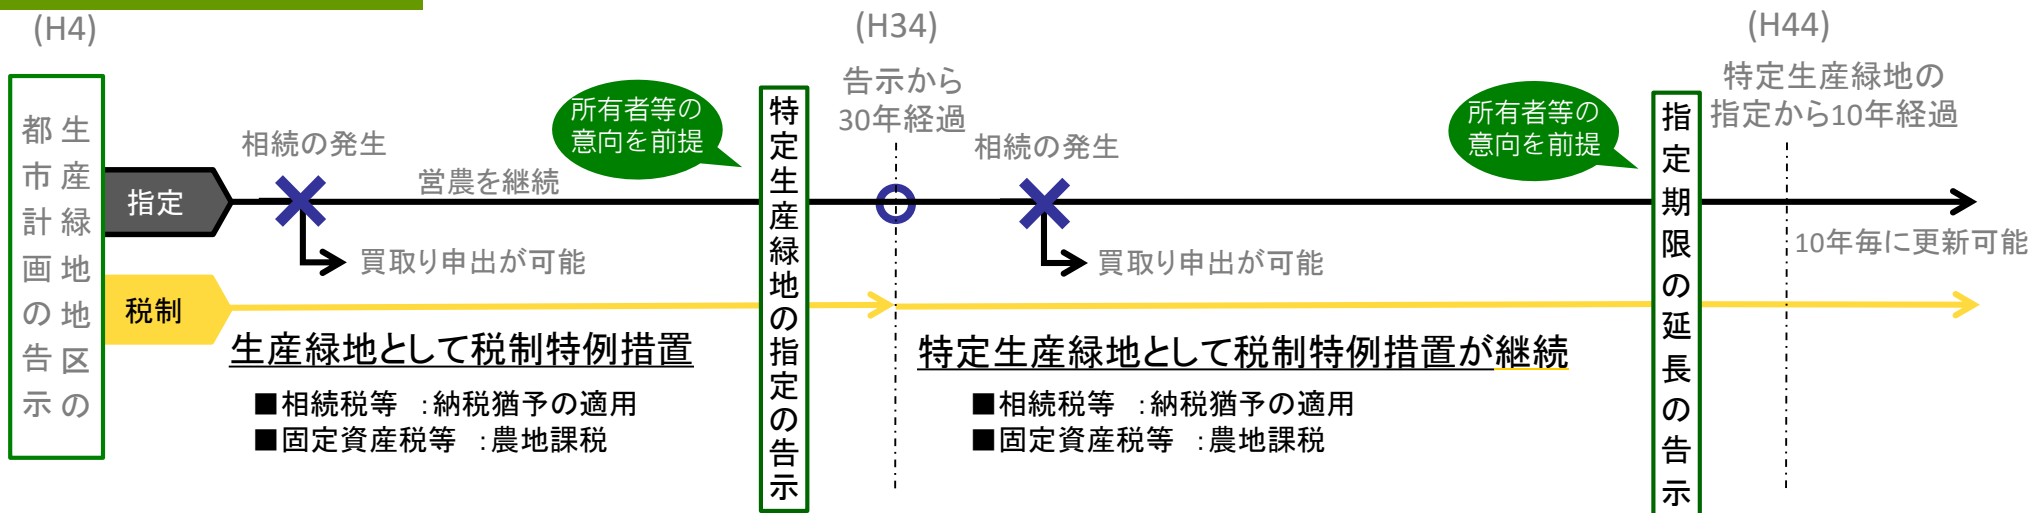 (H4)
(H34)
(H44)
生産緑地地区の
都市計画の告示
指定
税制
相続の発生
営農を継続
買取り申出が可能
所有者等の
意向を前提
特定生産緑地の指定の告示
告示から
30年経過
相続の発生
買取り申出が可能
所有者等の
意向を前提
指定期限の延長の告示
特定生産緑地の
指定から10年経過
10年毎に更新可能
生産緑地として税制特例措置
■相続税等　:納税猶予の適用
■固定資産税等　:農地課税
特定生産緑地として税制特例措置が継続
■相続税等　:納税猶予の適用
■固定資産税等　:農地課税